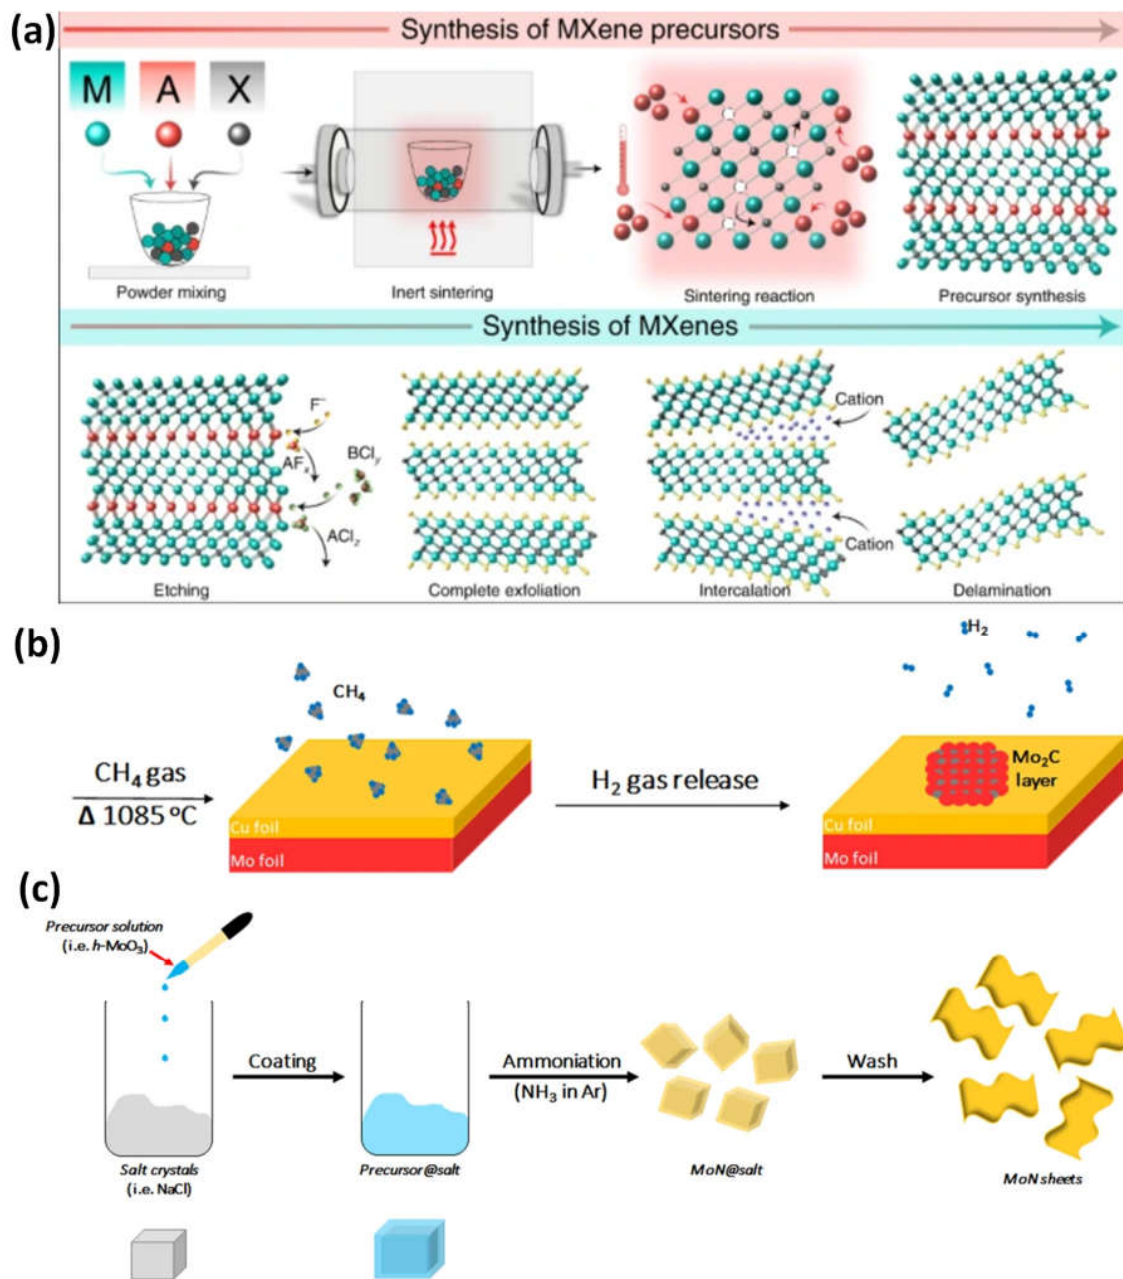 (a)
Synthesis of MXene precursors
M A X
Powder mixing
Inert sintering
Sintering reaction
Precursor synthesis
Synthesis of MXenes
F⁻
AFₓ
BClᵧ
ACl𝓏
Cation
Cation
Etching
Complete exfoliation
Intercalation
Delamination
(b)
CH₄
H₂
CH₄ gas
Δ 1085 °C
H₂ gas release
Mo₂C
layer
Cu foil
Mo foil
Cu foil
Mo foil
(c)
Precursor solution
(i.e. h-MoO₃)
Coating
Ammoniation
(NH₃ in Ar)
Wash
Salt crystals
(i.e. NaCl)
Precursor@salt
MoN@salt
MoN sheets